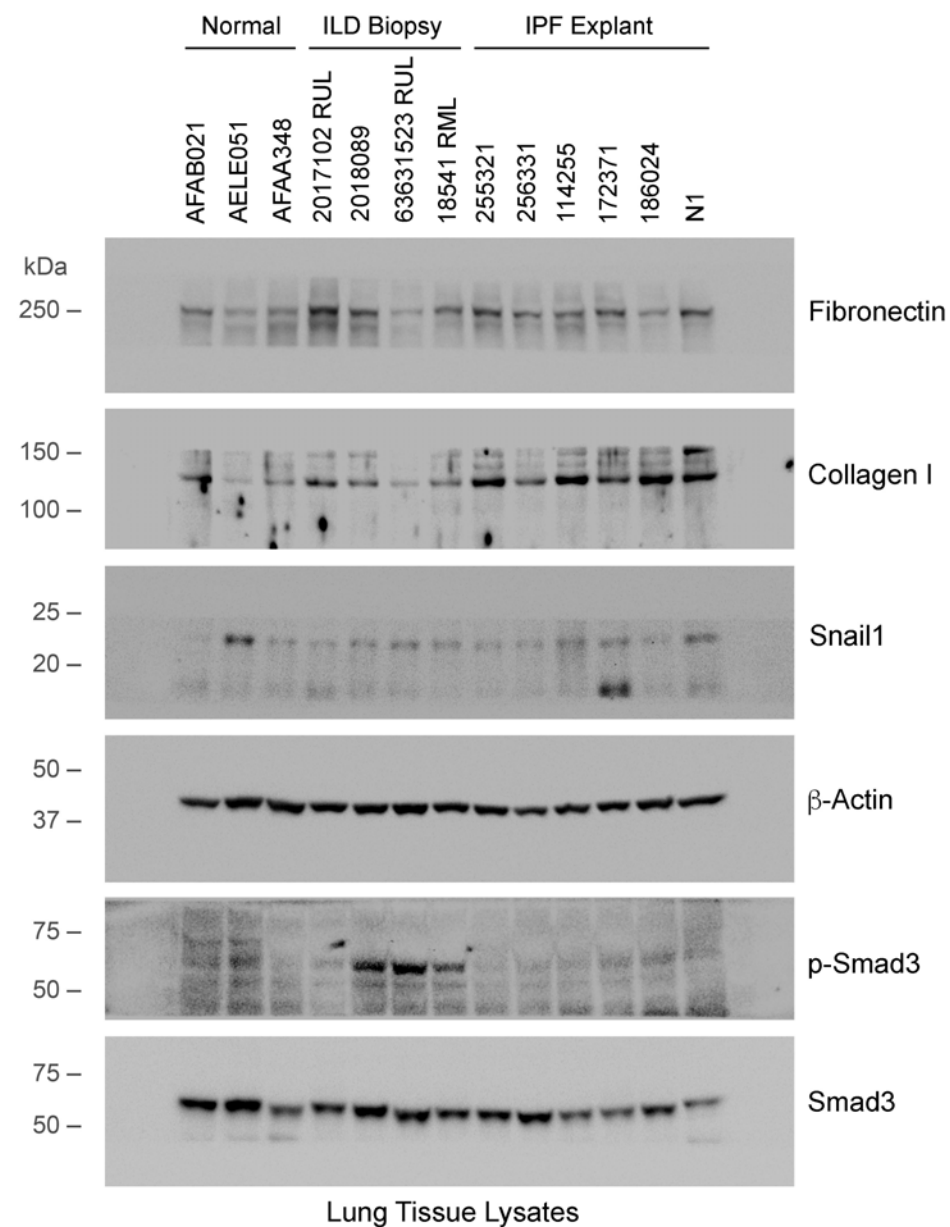 Normal ILD Biopsy IPF Explant
AFAB021 AELE051 AFAA348 2017102 RUL 2018089 63631523 RUL 18541 RML 255321 256331 114255 172371 186024 N1
kDa
250 – Fibronectin
150 –
Collagen I
100 –
25 –
Snail1
20 –
50 –
β-Actin
37 –
75 –
p-Smad3
50 –
75 –
Smad3
50 –
Lung Tissue Lysates